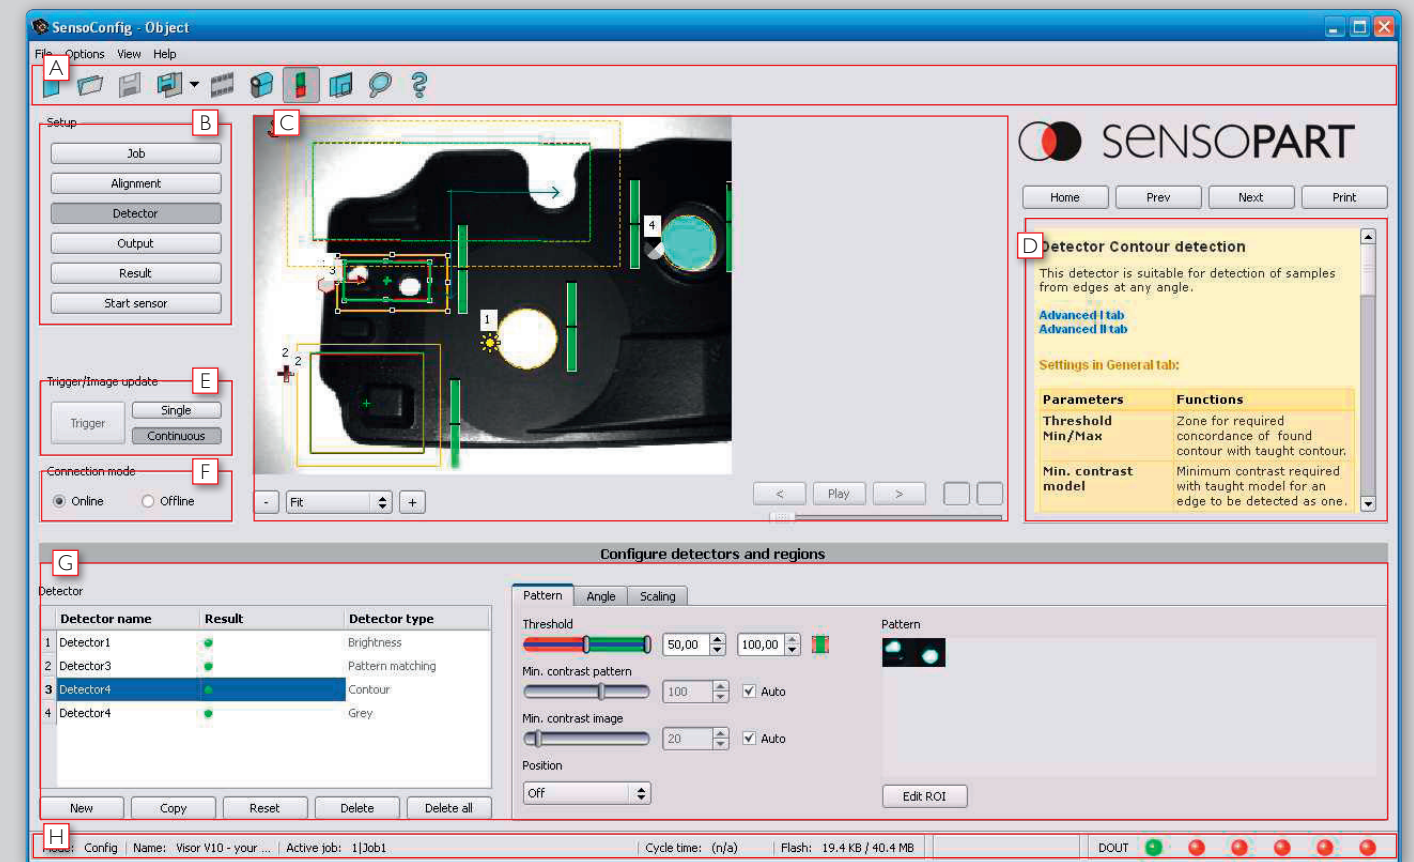 SensoConfig - Object
File Options View Help
A
Setup
B
Job
Alignment
Detector
Output
Result
Start sensor
C
3
4
1
2
2
SENSOPART
Home Prev Next Print
D
Detector Contour detection
This detector is suitable for detection of samples
from edges at any angle.
Advanced I tab
Advanced II tab
Settings in General tab:
Parameters Functions
Threshold Min/Max
Zone for required concordance of found contour with taught contour.
Min. contrast model
Minimum contrast required with taught model for an edge to be detected as one.
Trigger/Image update
E
Trigger
Single
Continuous
Connection mode
F
Online Offline
- Fit +
< Play >
Configure detectors and regions
G
Detector
Detector name Result Detector type
1 Detector1 Brightness
2 Detector3 Pattern matching
3 Detector4 Contour
4 Detector4 Grey
New Copy Reset Delete Delete all
Pattern Angle Scaling
Threshold
50,00 100,00
Min. contrast pattern
100 Auto
Min. contrast image
20 Auto
Position
Off
Pattern
Edit ROI
H
Mode: Config Name: Visor V10 - your ... Active job: 1|Job1 Cycle time: (n/a) Flash: 19.4 KB / 40.4 MB DOUT